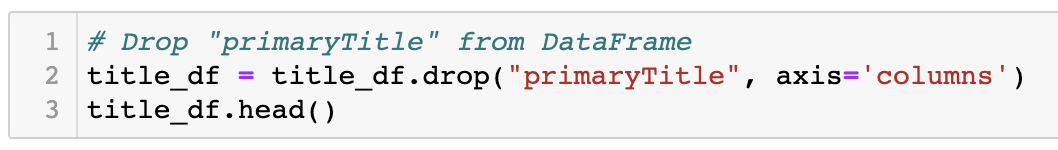 1 # Drop "primaryTitle" from DataFrame
2 title_df = title_df.drop("primaryTitle", axis='columns')
3 title_df.head()